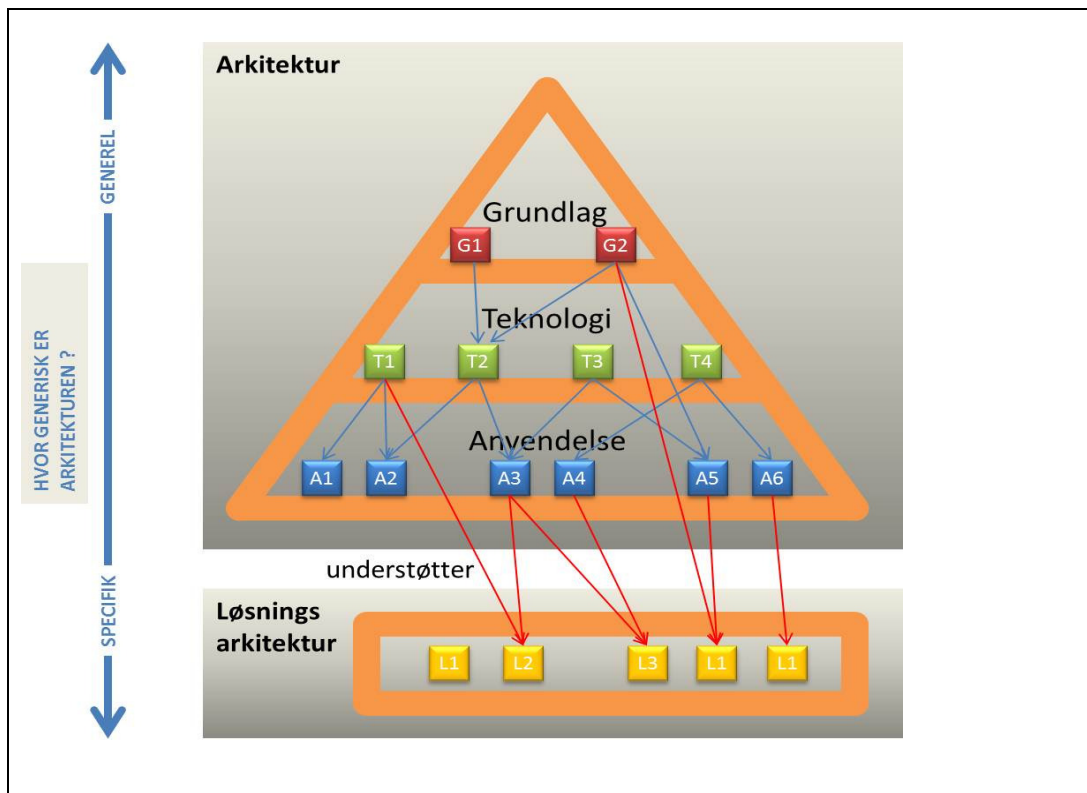 Arkitektur
Grundlag
G1 G2
Teknologi
T1 T2 T3 T4
Anvendelse
A1 A2 A3 A4 A5 A6
understøtter
Løsnings
arkitektur
L1 L2 L3 L1 L1
GENEREL
HVOR GENERISK ER
ARKITEKTUREN ?
SPECIFIK